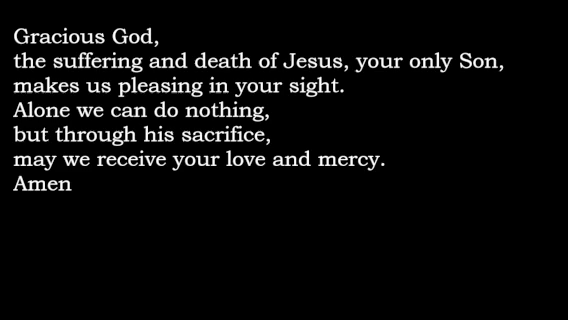 Gracious God,
the suffering and death of Jesus, your only Son,
makes us pleasing in your sight.
Alone we can do nothing,
but through his sacrifice,
may we receive your love and mercy.
Amen